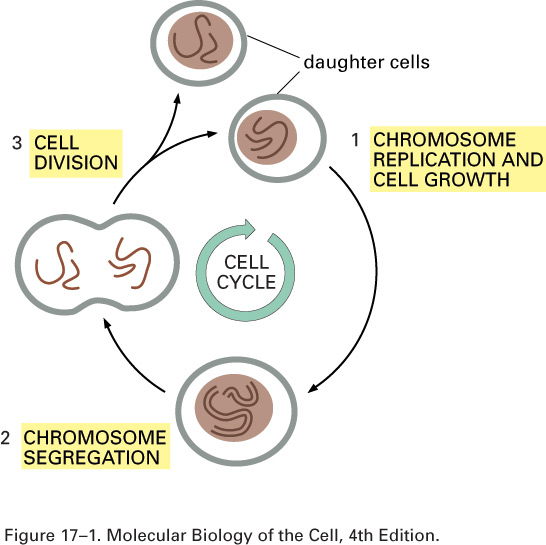 daughter cells
3 CELL
DIVISION
1 CHROMOSOME
REPLICATION AND
CELL GROWTH
CELL
CYCLE
2 CHROMOSOME
SEGREGATION
Figure 17–1. Molecular Biology of the Cell, 4th Edition.